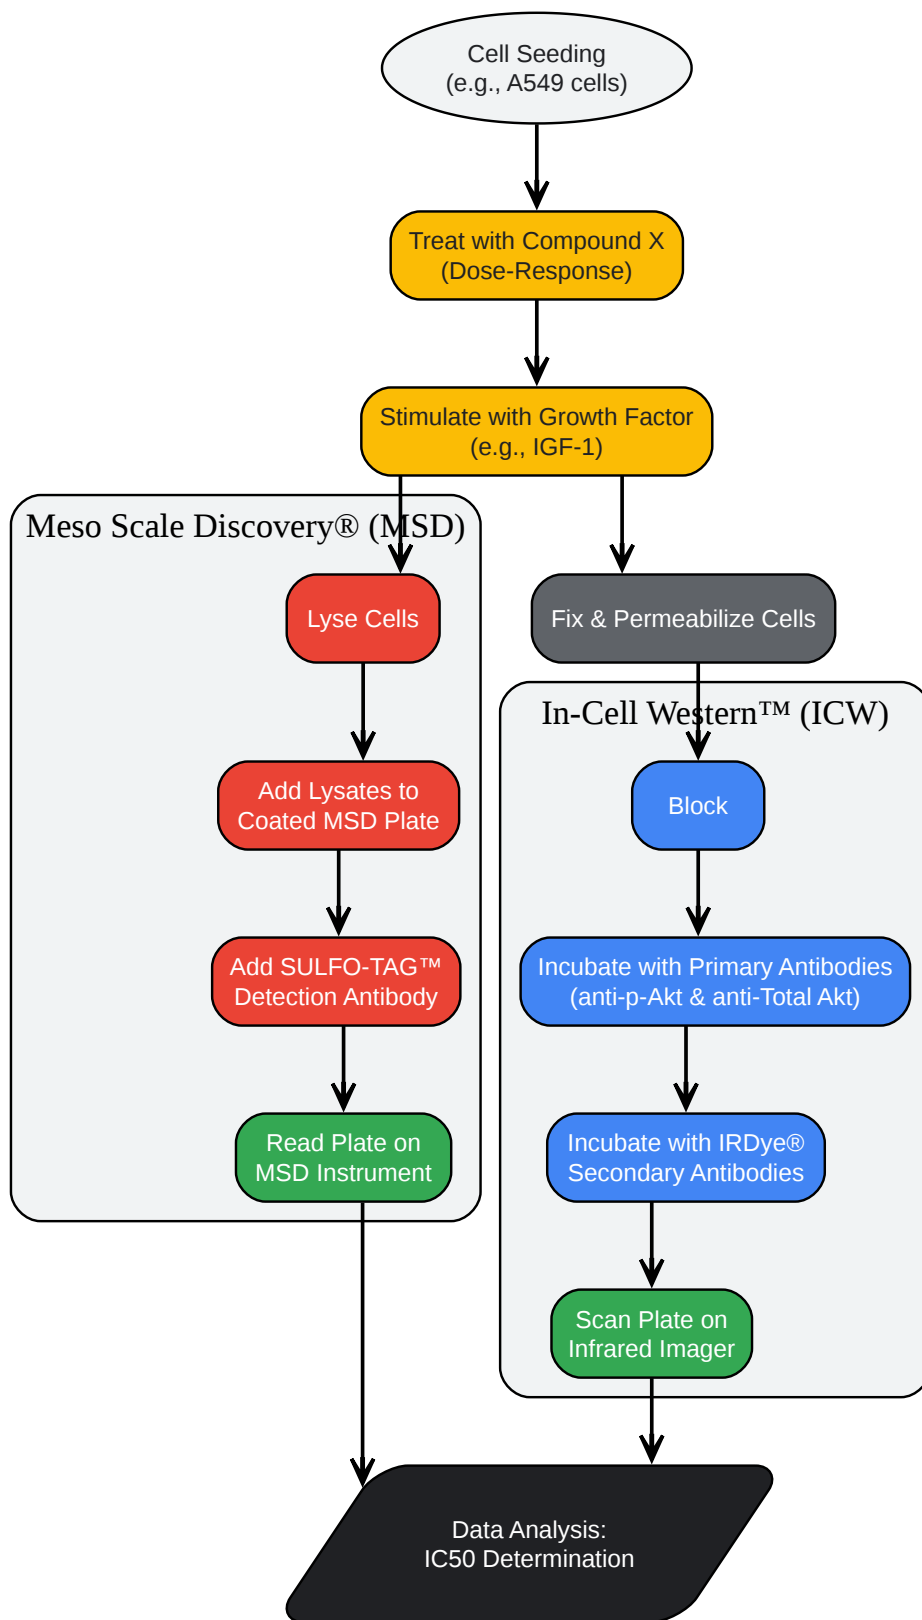 Cell Seeding
(e.g., A549 cells)
Treat with Compound X
(Dose-Response)
Stimulate with Growth Factor
(e.g., IGF-1)
Meso Scale Discovery® (MSD)
Lyse Cells
Add Lysates to
Coated MSD Plate
Add SULFO-TAG™
Detection Antibody
Read Plate on
MSD Instrument
Fix & Permeabilize Cells
In-Cell Western™ (ICW)
Block
Incubate with Primary Antibodies
(anti-p-Akt & anti-Total Akt)
Incubate with IRDye®
Secondary Antibodies
Scan Plate on
Infrared Imager
Data Analysis:
IC50 Determination